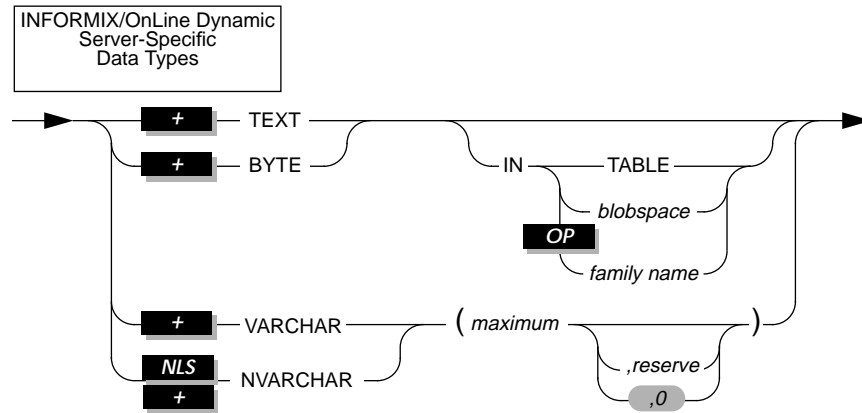 INFORMIX/OnLine Dynamic
Server-Specific
Data Types
+ TEXT
+ BYTE
IN TABLE
blobspace
OP
family name
+ VARCHAR ( maximum )
,reserve
NLS
+ NVARCHAR
,0